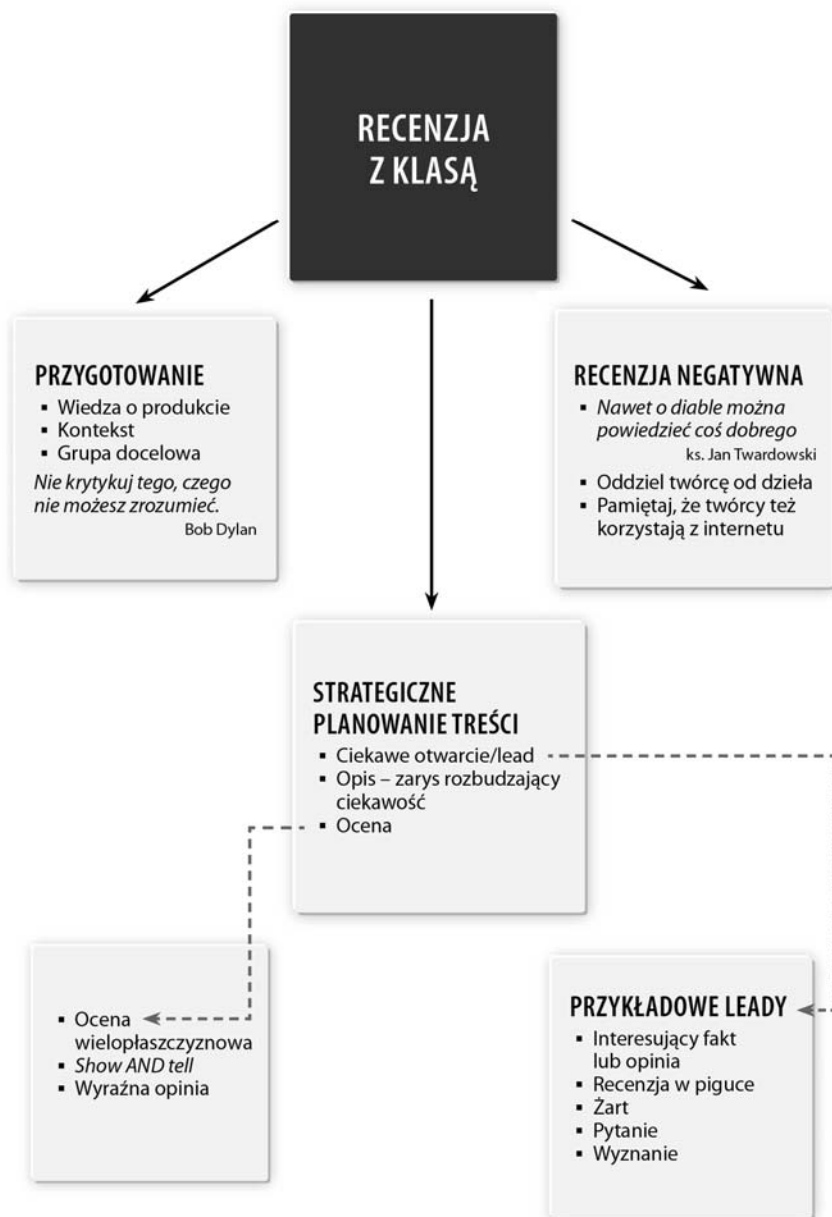 RECENZJA
Z KLASĄ
PRZYGOTOWANIE
▪ Wiedza o produkcie
▪ Kontekst
▪ Grupa docelowa
Nie krytykuj tego, czego
nie możesz zrozumieć.
Bob Dylan
RECENZJA NEGATYWNA
▪ Nawet o diable można
powiedzieć coś dobrego
ks. Jan Twardowski
▪ Oddziel twórcę od dzieła
▪ Pamiętaj, że twórcy też
korzystają z internetu
STRATEGICZNE
PLANOWANIE TREŚCI
▪ Ciekawe otwarcie/lead
▪ Opis – zarys rozbudzający
ciekawość
▪ Ocena
▪ Ocena
wielopłaszczyznowa
▪ Show AND tell
▪ Wyraźna opinia
PRZYKŁADOWE LEADY
▪ Interesujący fakt
lub opinia
▪ Recenzja w piguce
▪ Żart
▪ Pytanie
▪ Wyznanie